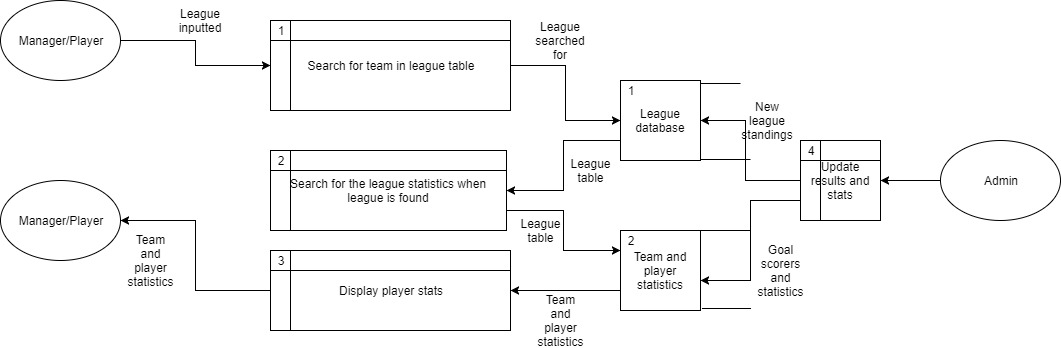 League
inputted
Manager/Player
1
Search for team in league table
League
searched
for
1
League
database
New
league
standings
4
Update
results and
stats
Admin
2
Search for the league statistics when
league is found
League
table
Manager/Player
Team
and
player
statistics
League
table
2
Team and
player
statistics
Goal
scorers
and
statistics
3
Display player stats
Team
and
player
statistics